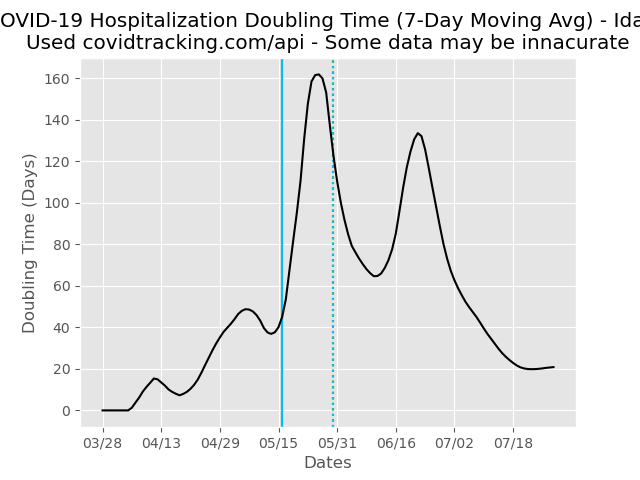 OVID-19 Hospitalization Doubling Time (7-Day Moving Avg) - Ida
Used covidtracking.com/api - Some data may be innacurate
Doubling Time (Days)
160
140
120
100
80
60
40
20
0
03/28 04/13 04/29 05/15 05/31 06/16 07/02 07/18
Dates